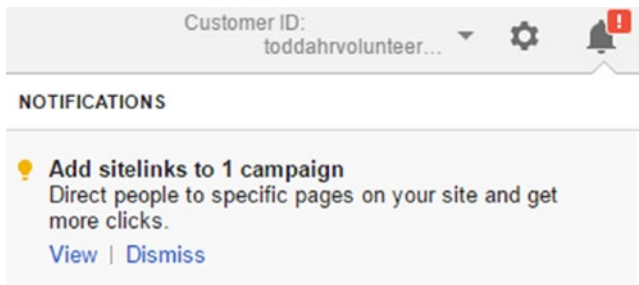 Customer ID:
toddahrvolunteer...
NOTIFICATIONS
Add sitelinks to 1 campaign
Direct people to specific pages on your site and get
more clicks.
View | Dismiss